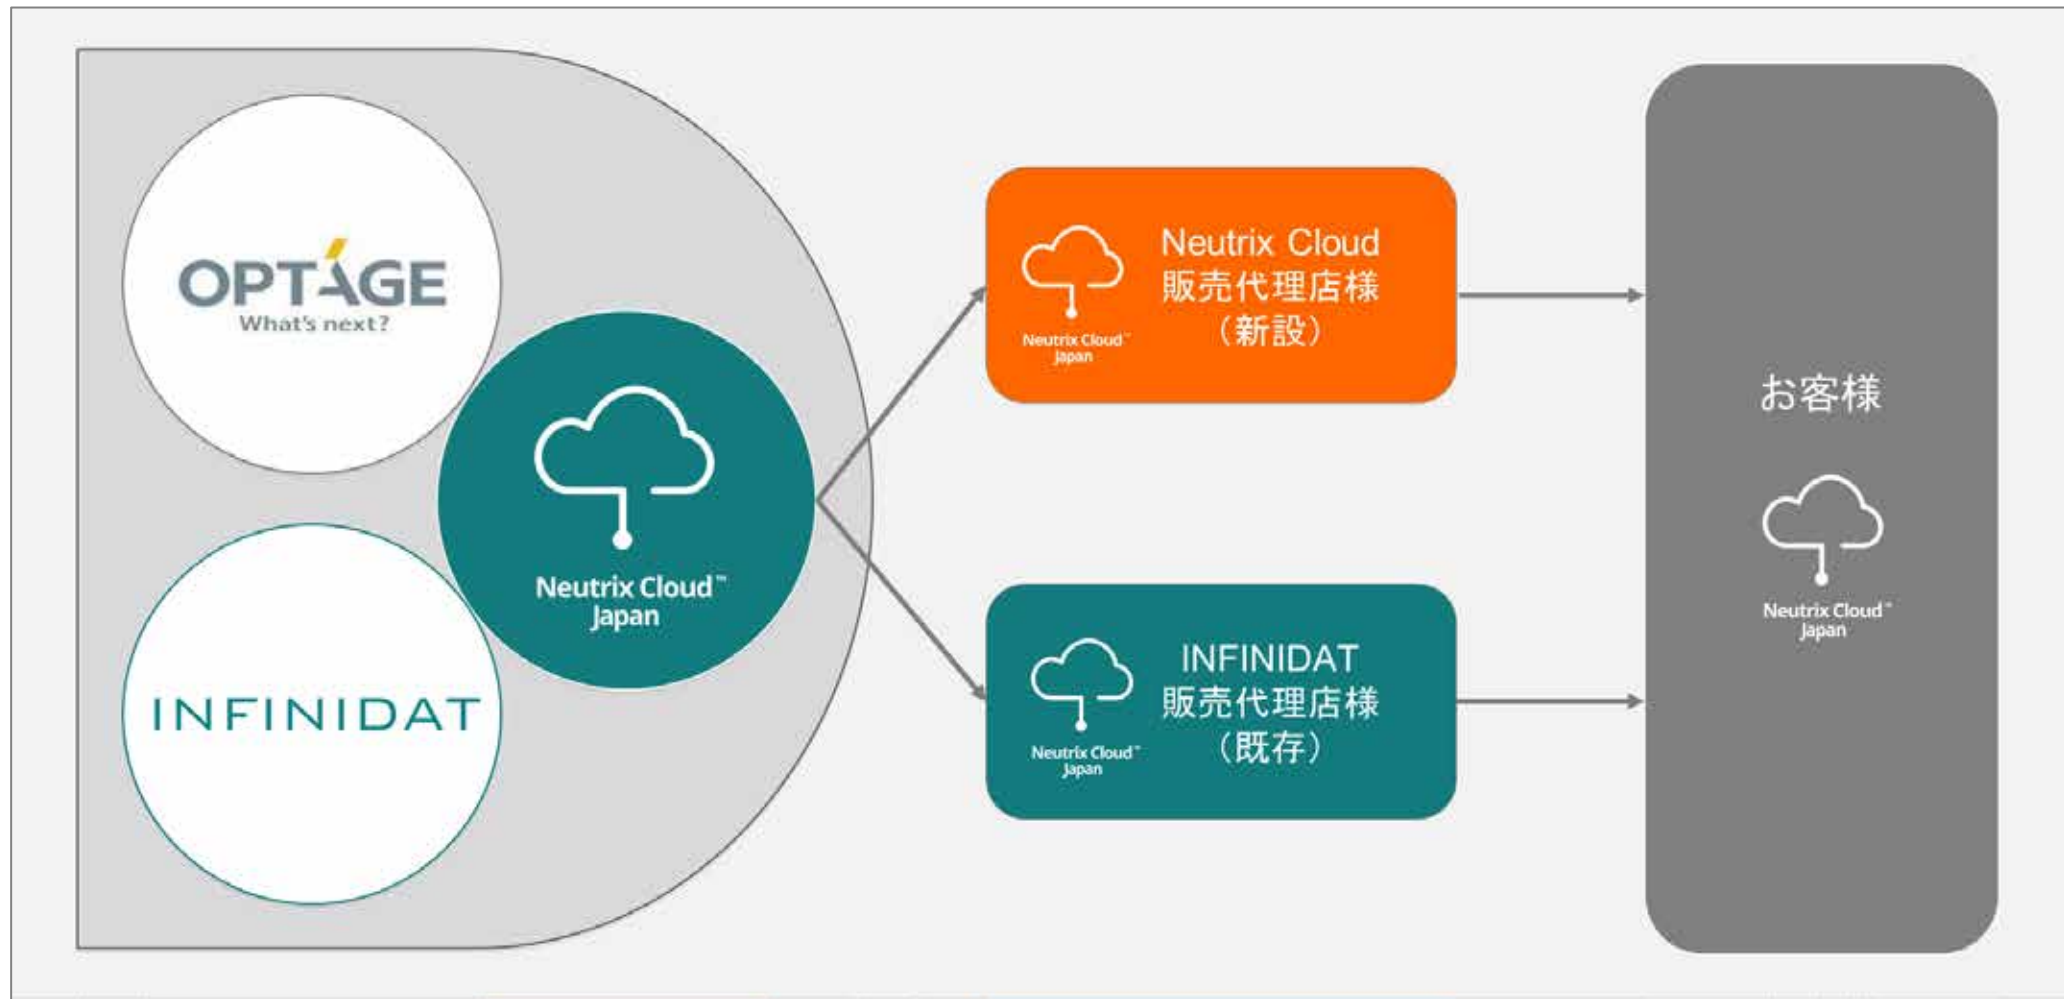 OPTAGE
What's next?
INFINIDAT
Neutrix Cloud™
Japan
Neutrix Cloud™
Japan
Neutrix Cloud
販売代理店様
（新設）
Neutrix Cloud™
Japan
INFINIDAT
販売代理店様
（既存）
お客様
Neutrix Cloud™
Japan